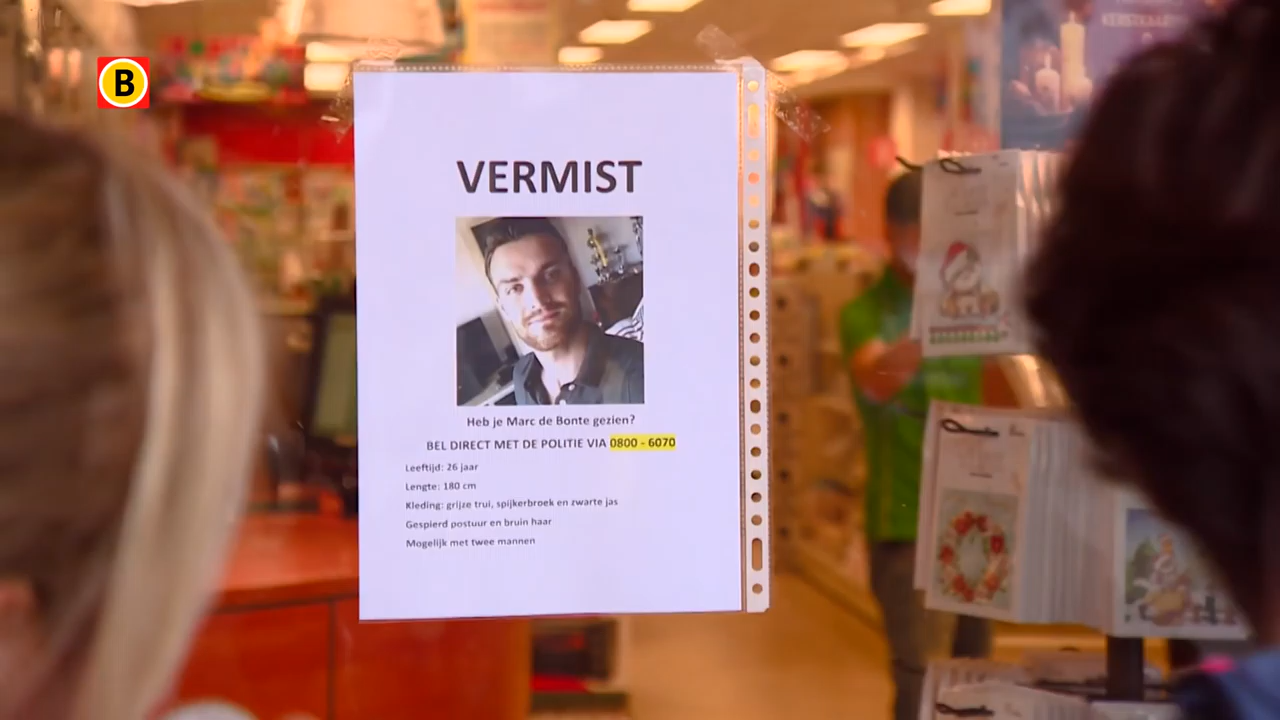 B
VERMIST
Heb je Marc de Bonte gezien?
BEL DIRECT MET DE POLITIE VIA 0800 - 6070
Leeftijd: 26 jaar
Lengte: 180 cm
Kleding: grijze trui, spijkerbroek en zwarte jas
Gespierd postuur en bruin haar
Mogelijk met twee mannen